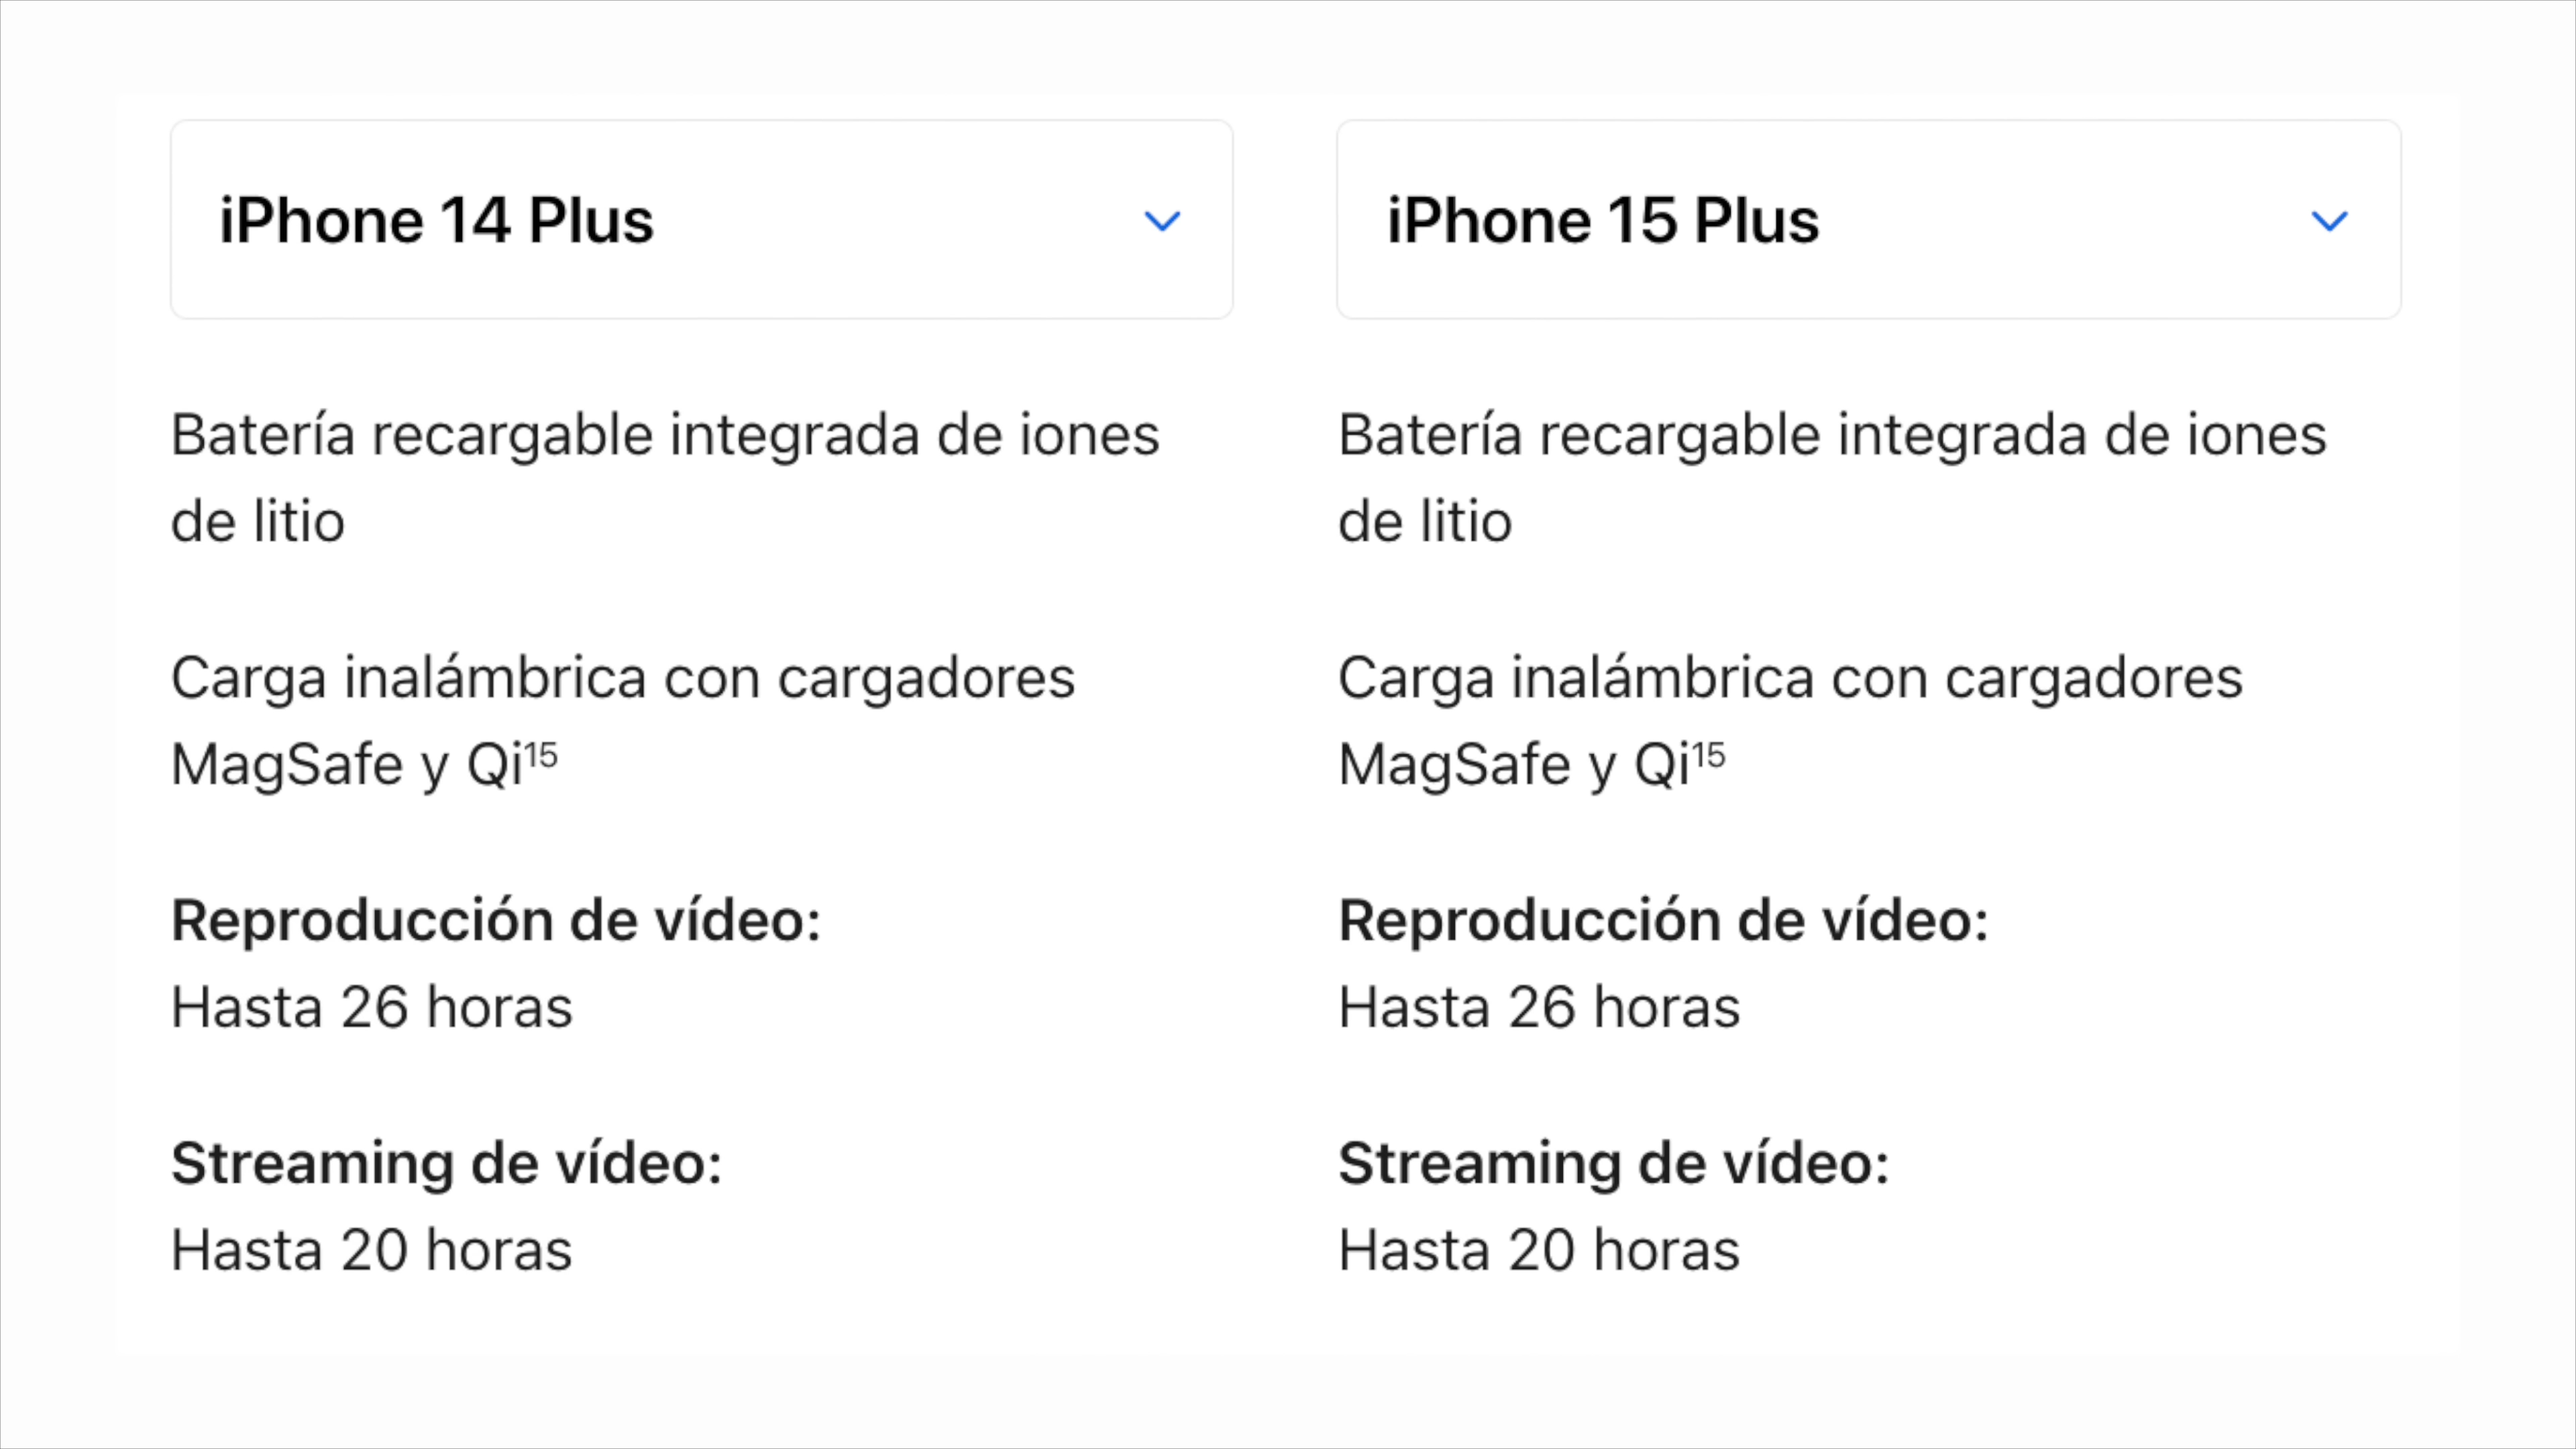 iPhone 14 Plus
Batería recargable integrada de iones
de litio
Carga inalámbrica con cargadores
MagSafe y Qi¹⁵
Reproducción de vídeo:
Hasta 26 horas
Streaming de vídeo:
Hasta 20 horas
iPhone 15 Plus
Batería recargable integrada de iones
de litio
Carga inalámbrica con cargadores
MagSafe y Qi¹⁵
Reproducción de vídeo:
Hasta 26 horas
Streaming de vídeo:
Hasta 20 horas